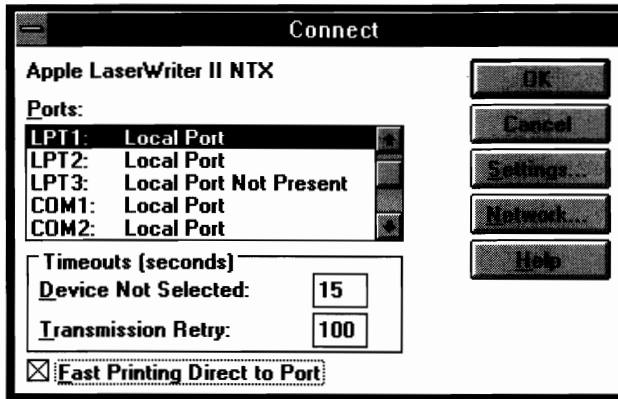 Connect
Apple LaserWriter II NTX
Ports:
LPT1: Local Port
LPT2: Local Port
LPT3: Local Port Not Present
COM1: Local Port
COM2: Local Port
Timeouts (seconds)
Device Not Selected: 15
Transmission Retry: 100
Fast Printing Direct to Port
OK
Cancel
Settings...
Network...
Help